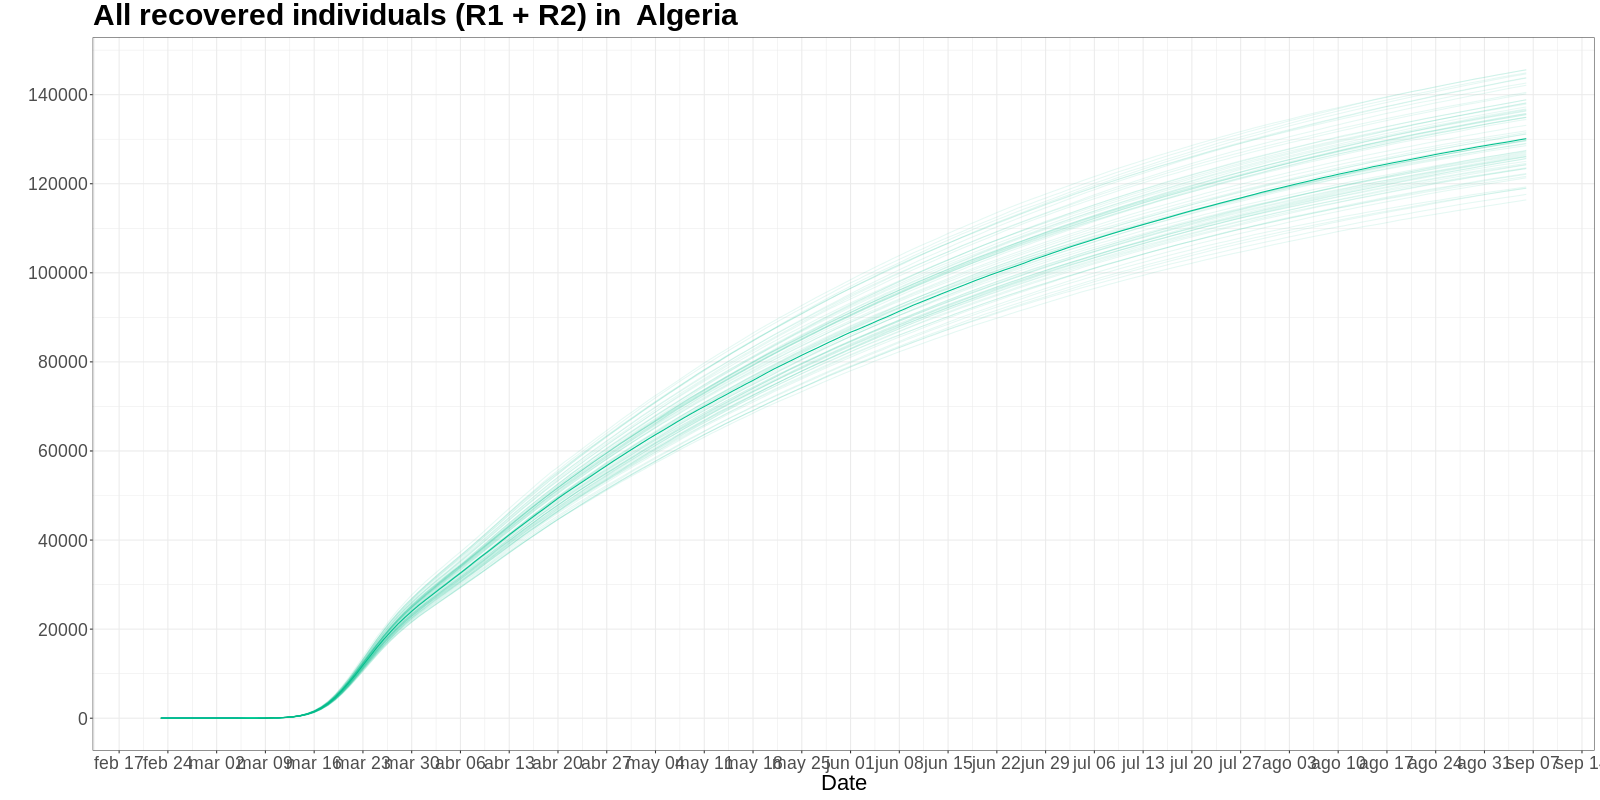 All recovered individuals (R1 + R2) in  Algeria
140000
120000
100000
80000
60000
40000
20000
0
feb 17 feb 24 mar 02 mar 09 mar 16 mar 23 mar 30 abr 06 abr 13 abr 20 abr 27 may 04 may 11 may 18 may 25 jun 01 jun 08 jun 15 jun 22 jun 29 jul 06 jul 13 jul 20 jul 27 ago 03 ago 10 ago 17 ago 24 ago 31 sep 07 sep
Date